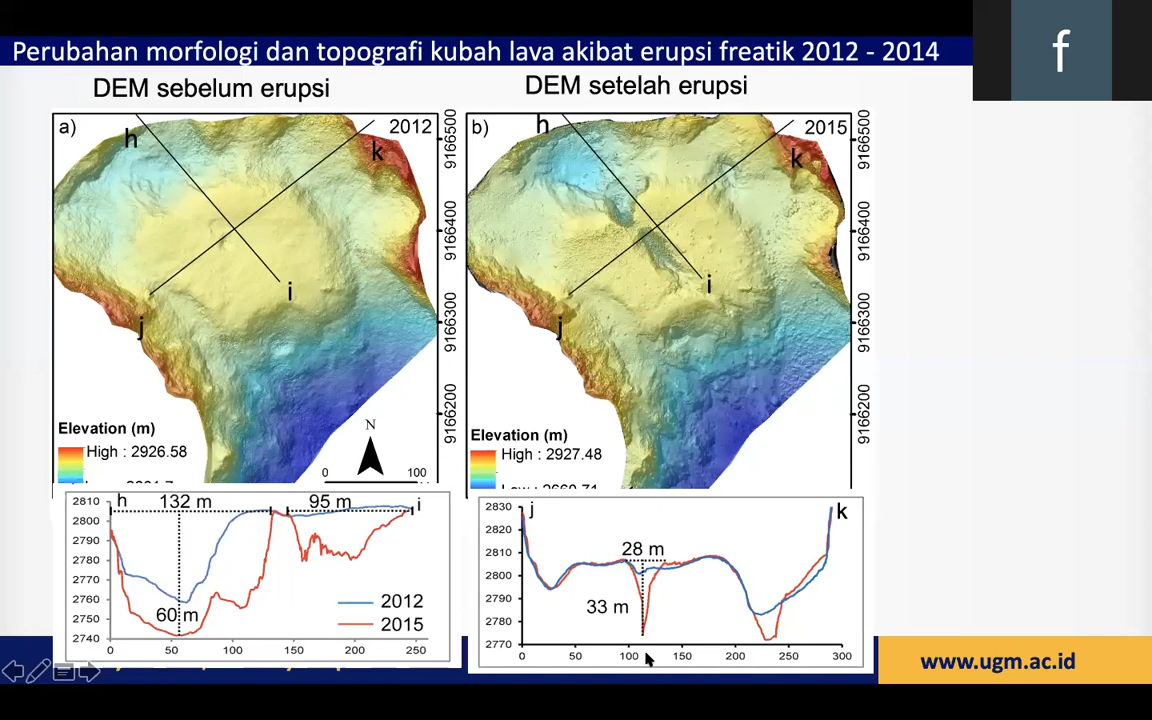 Perubahan morfologi dan topografi kubah lava akibat erupsi freatik 2012 - 2014
f
DEM sebelum erupsi
DEM setelah erupsi
a)
h
2012
k
i
j
9166500
9166400
9166300
9166200
Elevation (m)
High : 2926.58
N
0 100
b)
h
2015
k
i
j
9166500
9166400
9166300
9166200
Elevation (m)
High : 2927.48
Low : 2660.71
h 132 m 95 m i
60 m
2810
2800
2790
2780
2770
2760
2750
2740
0 50 100 150 200 250
2012
2015
j k
28 m
33 m
2830
2820
2810
2800
2790
2780
2770
0 50 100 150 200 250 300
www.ugm.ac.id